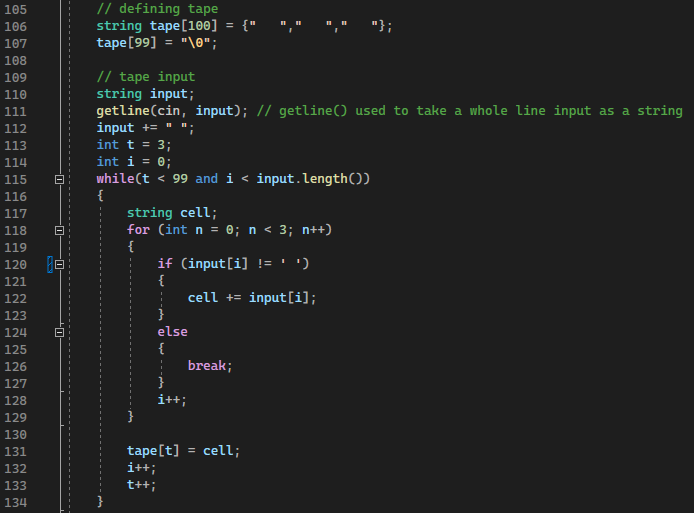 105 // defining tape
106 string tape[100] = {"   ","   ","   "};
107 tape[99] = "\0";
108
109 // tape input
110 string input;
111 getline(cin, input); // getline() used to take a whole line input as a string
112 input += " ";
113 int t = 3;
114 int i = 0;
115 while(t < 99 and i < input.length())
116 {
117     string cell;
118     for (int n = 0; n < 3; n++)
119     {
120         if (input[i] != ' ')
121         {
122             cell += input[i];
123         }
124         else
125         {
126             break;
127         }
128         i++;
129     }
130
131     tape[t] = cell;
132     i++;
133     t++;
134 }